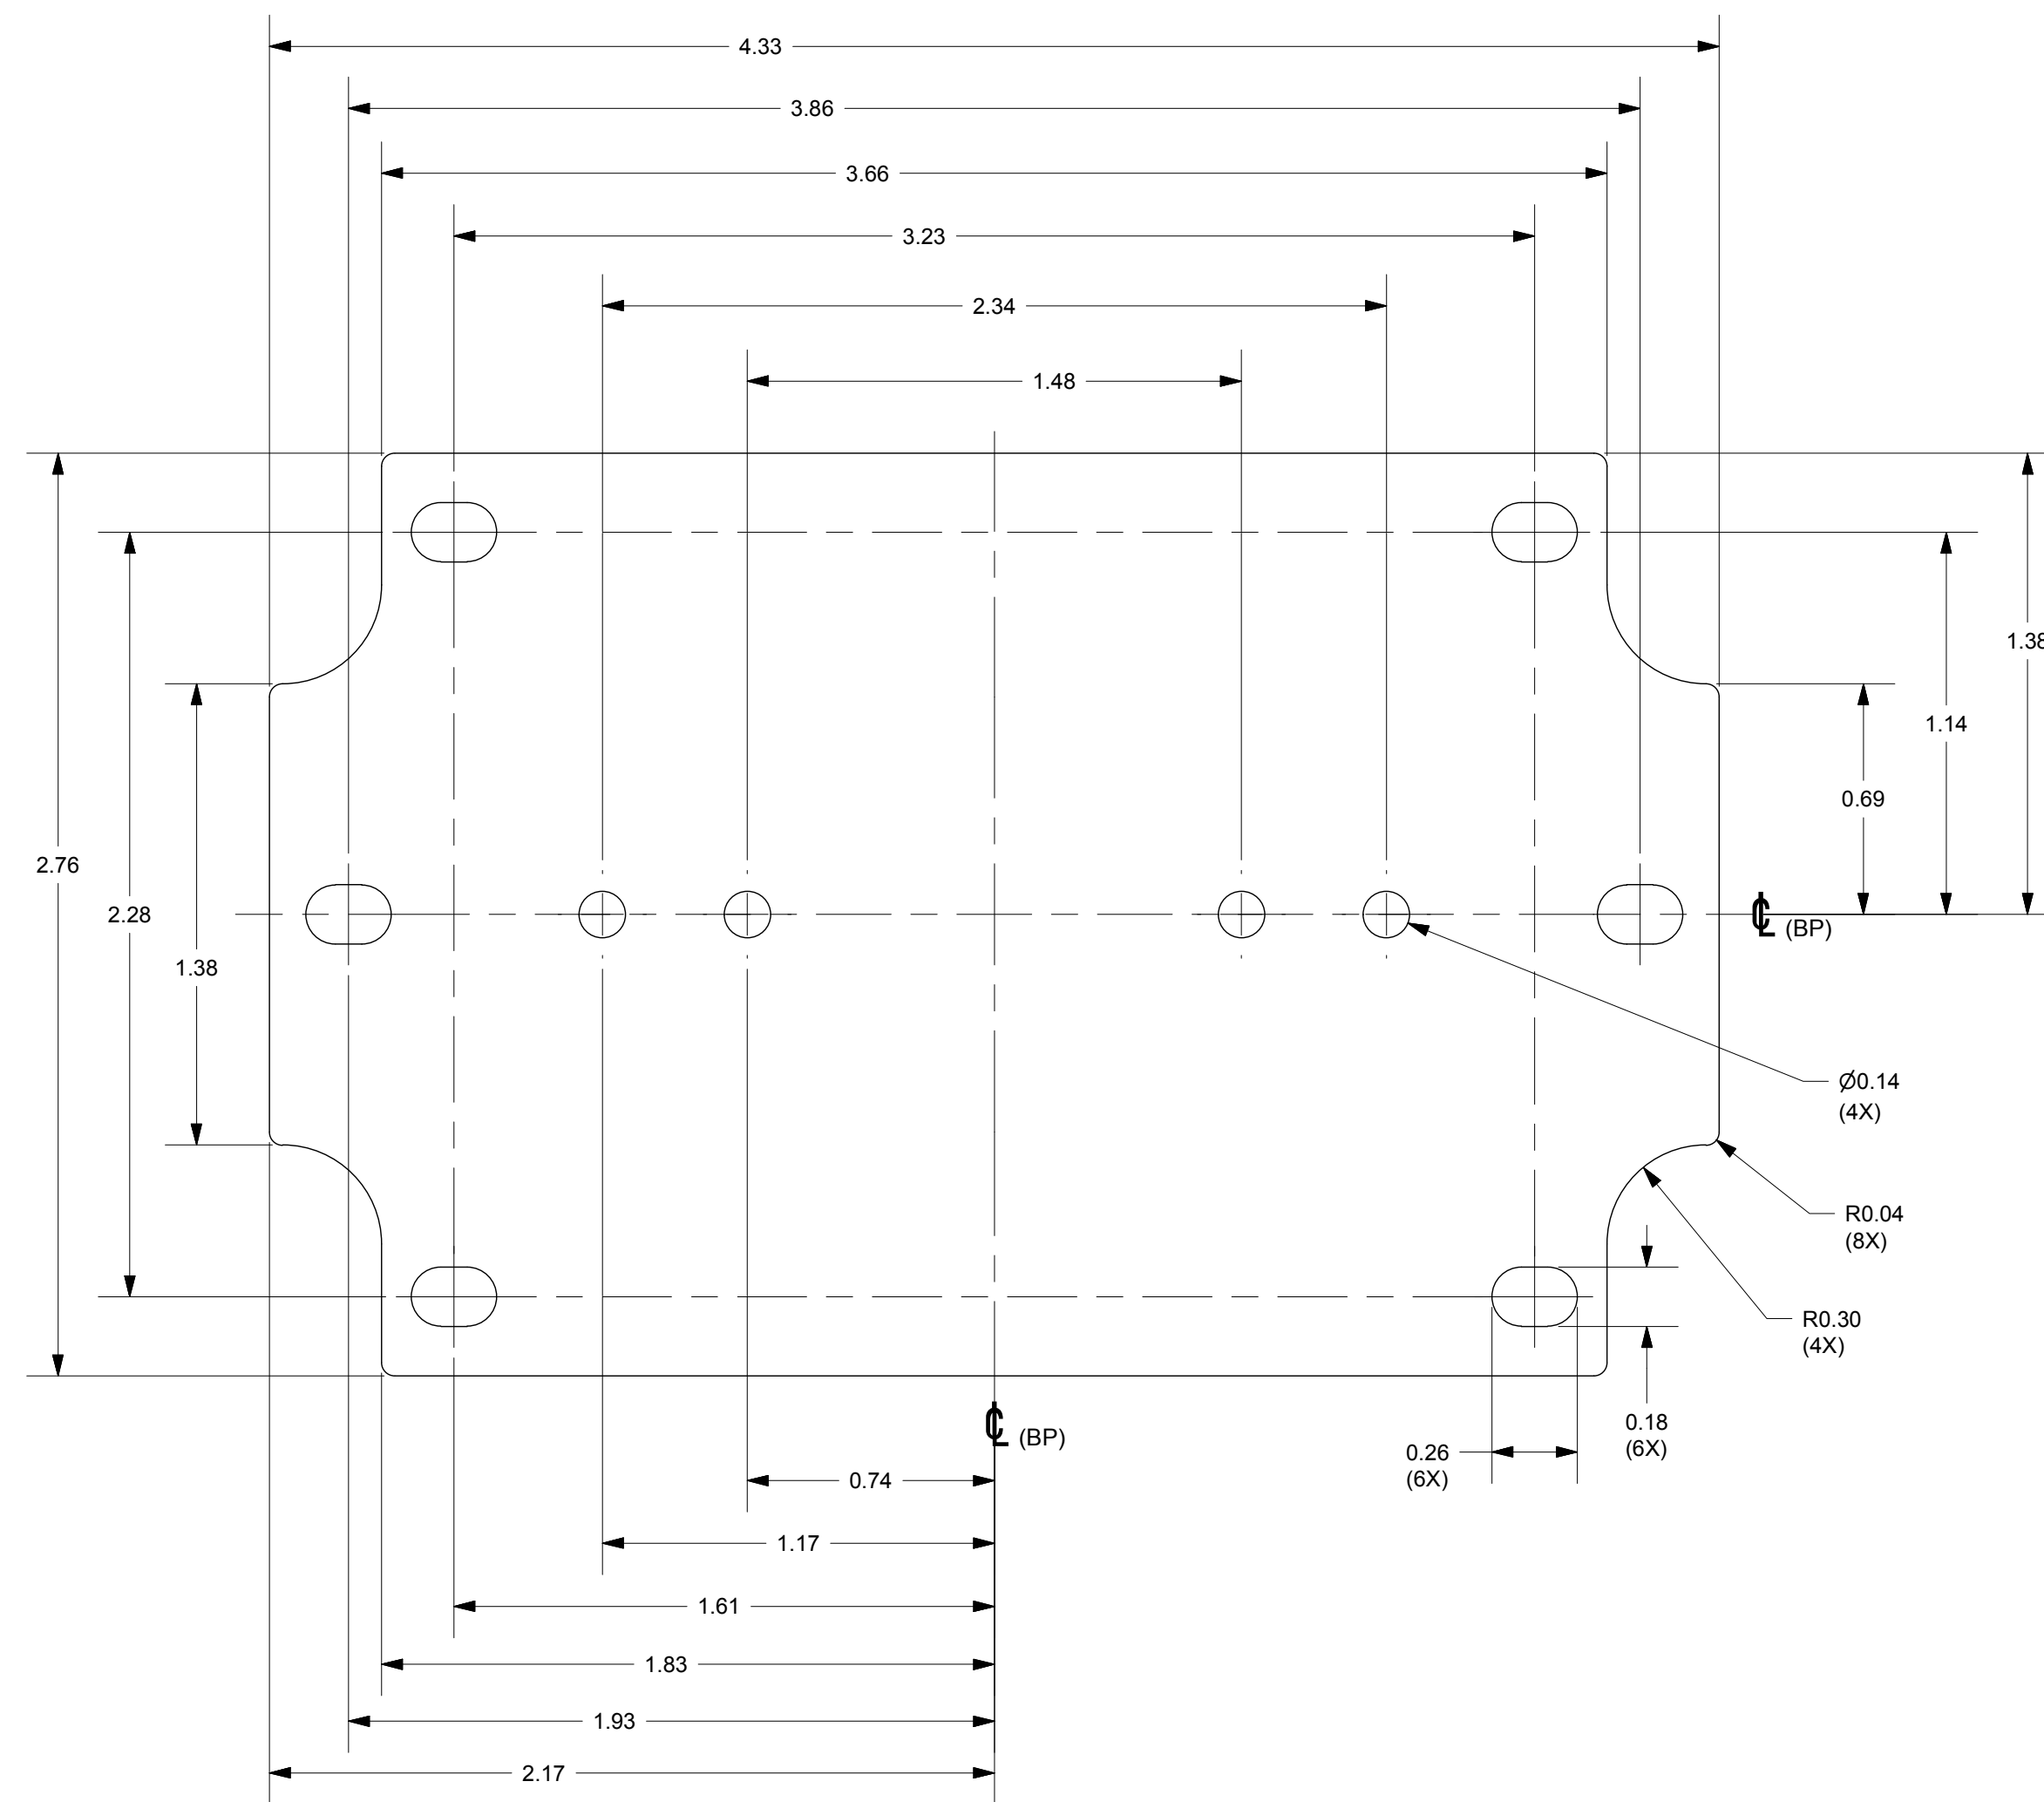 4.33
3.86
3.66
3.23
2.34
1.48
1.38
1.14
0.69
2.76
2.28
1.38
℄ (BP)
Ø0.14
(4X)
R0.04
(8X)
R0.30
(4X)
0.18
(6X)
0.26
(6X)
℄ (BP)
0.74
1.17
1.61
1.83
1.93
2.17